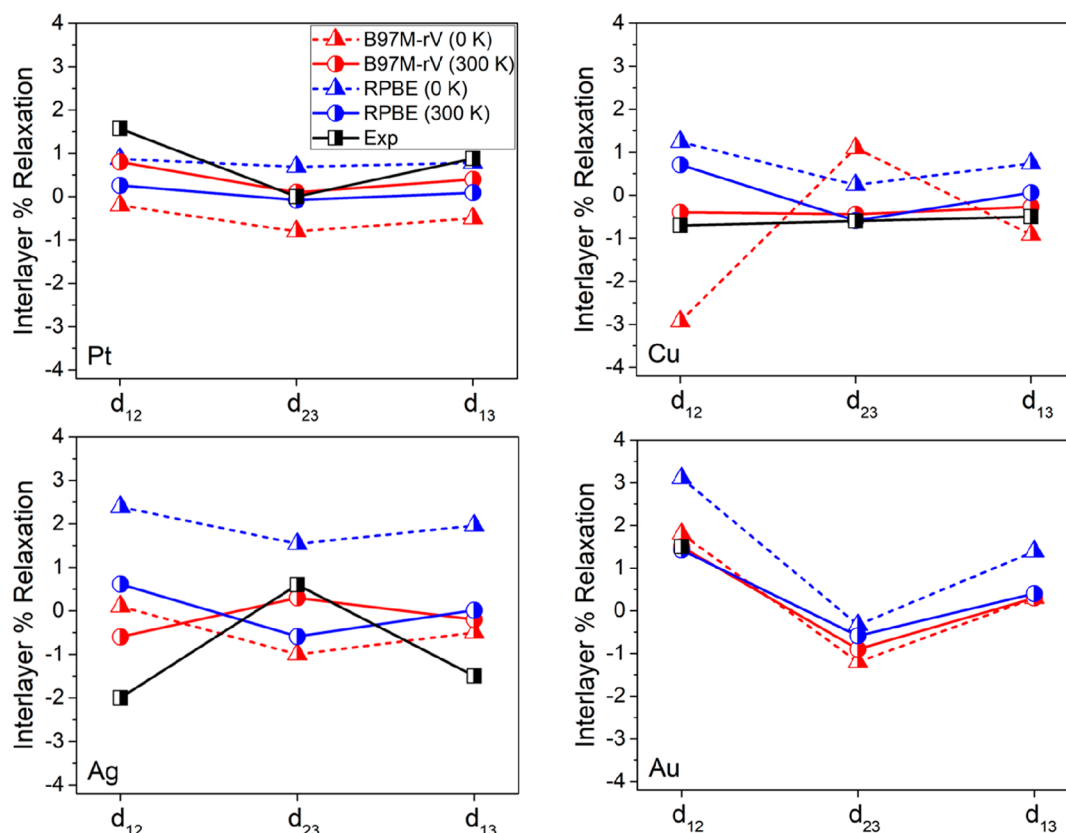 Interlayer % Relaxation
4
3
2
1
0
-1
-2
-3
-4
B97M-rV (0 K)
B97M-rV (300 K)
RPBE (0 K)
RPBE (300 K)
Exp
Pt
d12
d23
d13
Interlayer % Relaxation
4
3
2
1
0
-1
-2
-3
-4
Cu
d12
d23
d13
Interlayer % Relaxation
4
3
2
1
0
-1
-2
-3
-4
Ag
d12
d23
d13
Interlayer % Relaxation
4
3
2
1
0
-1
-2
-3
-4
Au
d12
d23
d13